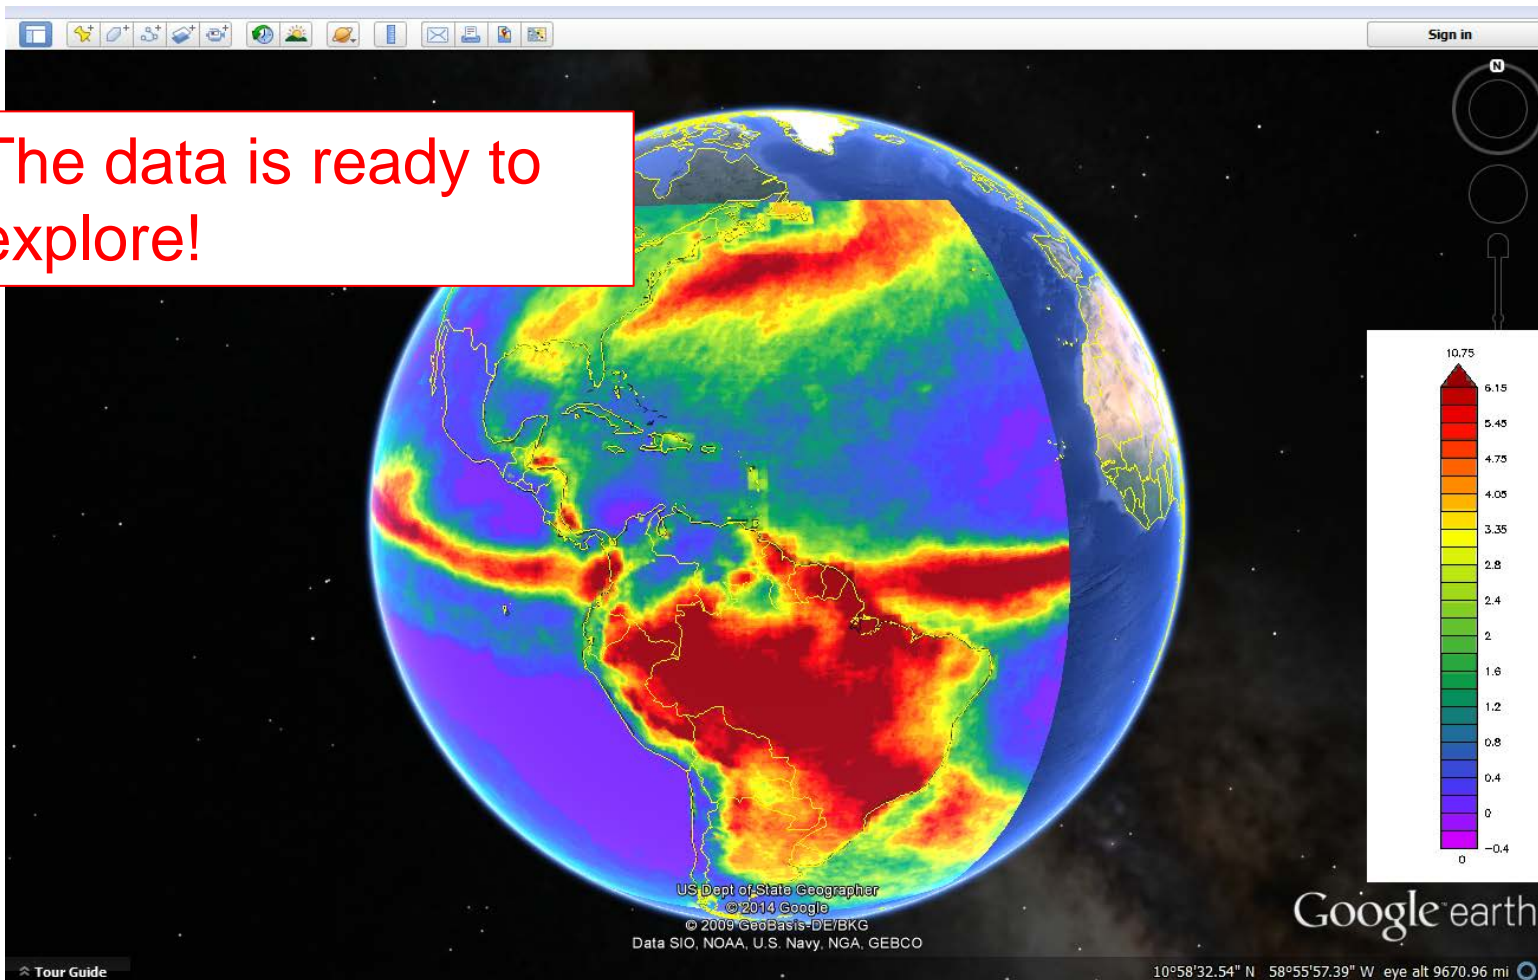 Sign in
N
The data is ready to
explore!
10.75
6.15
5.45
4.75
4.05
3.35
2.8
2.4
2
1.6
1.2
0.8
0.4
0
-0.4
0
US Dept of State Geographer
© 2014 Google
© 2009 GeoBasis-DE/BKG
Data SIO, NOAA, U.S. Navy, NGA, GEBCO
Google earth
Tour Guide
10°58'32.54" N 58°55'57.39" W eye alt 9670.96 mi